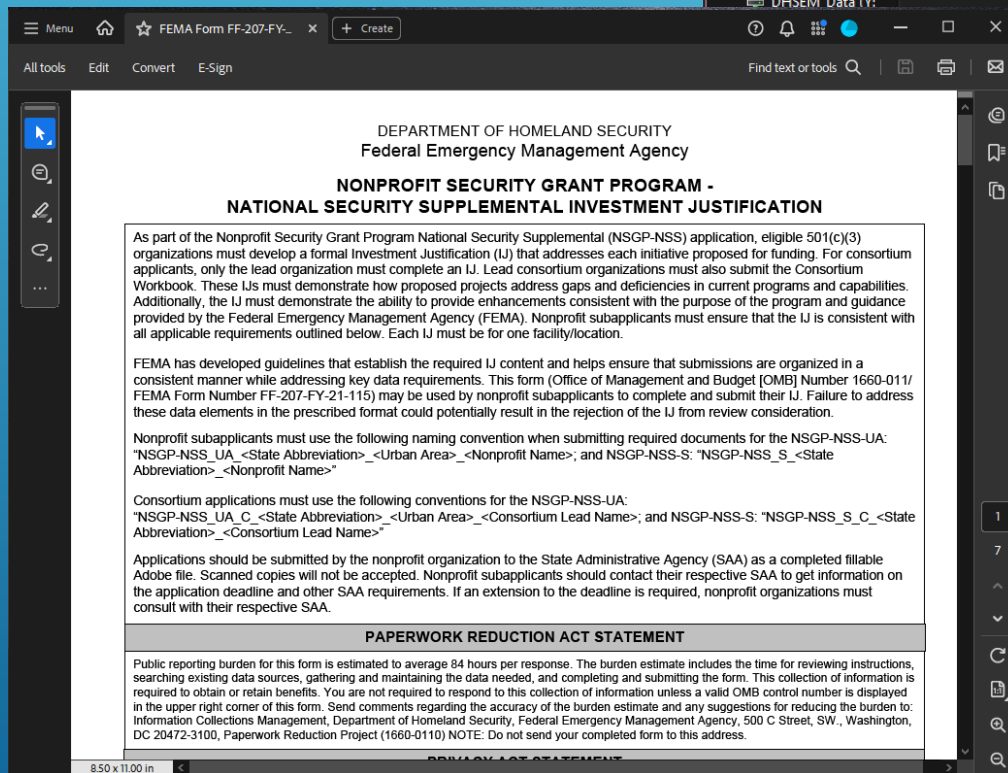 DHSEM Data (Y:
Menu
FEMA Form FF-207-FY-_
Create
All tools
Edit
Convert
E-Sign
Find text or tools
DEPARTMENT OF HOMELAND SECURITY
Federal Emergency Management Agency
NONPROFIT SECURITY GRANT PROGRAM -
NATIONAL SECURITY SUPPLEMENTAL INVESTMENT JUSTIFICATION
As part of the Nonprofit Security Grant Program National Security Supplemental (NSGP-NSS) application, eligible 501(c)(3)
organizations must develop a formal Investment Justification (IJ) that addresses each initiative proposed for funding. For consortium
applicants, only the lead organization must complete an IJ. Lead consortium organizations must also submit the Consortium
Workbook. These IJs must demonstrate how proposed projects address gaps and deficiencies in current programs and capabilities.
Additionally, the IJ must demonstrate the ability to provide enhancements consistent with the purpose of the program and guidance
provided by the Federal Emergency Management Agency (FEMA). Nonprofit subapplicants must ensure that the IJ is consistent with
all applicable requirements outlined below. Each IJ must be for one facility/location.
FEMA has developed guidelines that establish the required IJ content and helps ensure that submissions are organized in a
consistent manner while addressing key data requirements. This form (Office of Management and Budget [OMB] Number 1660-011/
FEMA Form Number FF-207-FY-21-115) may be used by nonprofit subapplicants to complete and submit their IJ. Failure to address
these data elements in the prescribed format could potentially result in the rejection of the IJ from review consideration.
Nonprofit subapplicants must use the following naming convention when submitting required documents for the NSGP-NSS-UA:
“NSGP-NSS_UA_<State Abbreviation>_<Urban Area>_<Nonprofit Name>; and NSGP-NSS-S: “NSGP-NSS_S_<State
Abbreviation>_<Nonprofit Name>”
Consortium applications must use the following conventions for the NSGP-NSS-UA:
“NSGP-NSS_UA_C_<State Abbreviation>_<Urban Area>_<Consortium Lead Name>; and NSGP-NSS-S: “NSGP-NSS_S_C_<State
Abbreviation>_<Consortium Lead Name>”
Applications should be submitted by the nonprofit organization to the State Administrative Agency (SAA) as a completed fillable
Adobe file. Scanned copies will not be accepted. Nonprofit subapplicants should contact their respective SAA to get information on
the application deadline and other SAA requirements. If an extension to the deadline is required, nonprofit organizations must
consult with their respective SAA.
PAPERWORK REDUCTION ACT STATEMENT
Public reporting burden for this form is estimated to average 84 hours per response. The burden estimate includes the time for reviewing instructions,
searching existing data sources, gathering and maintaining the data needed, and completing and submitting the form. This collection of information is
required to obtain or retain benefits. You are not required to respond to this collection of information unless a valid OMB control number is displayed
in the upper right corner of this form. Send comments regarding the accuracy of the burden estimate and any suggestions for reducing the burden to:
Information Collections Management, Department of Homeland Security, Federal Emergency Management Agency, 500 C Street, SW., Washington,
DC 20472-3100, Paperwork Reduction Project (1660-0110) NOTE: Do not send your completed form to this address.
PRIVACY ACT STATEMENT
8.50 x 11.00 in
1
7